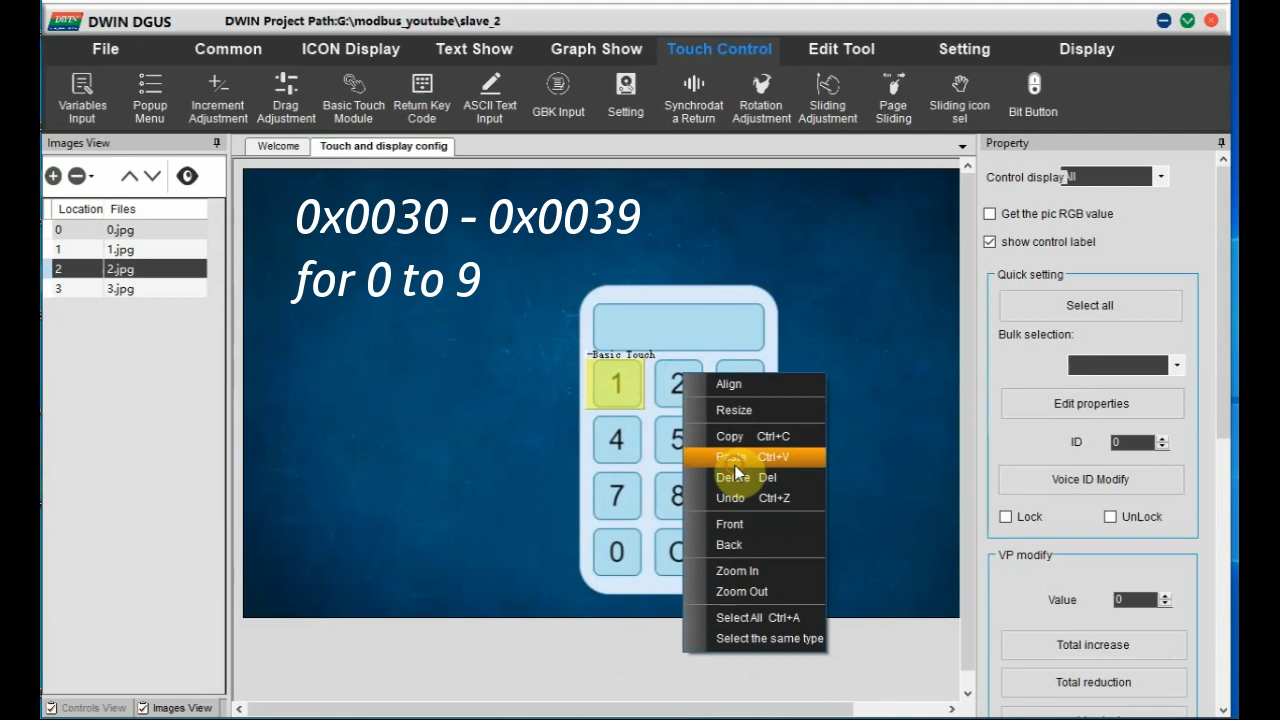 DWIN DGUS
DWIN Project Path:G:\modbus_youtube\slave_2
File Common ICON Display Text Show Graph Show Touch Control Edit Tool Setting Display
Variables Input
Popup Menu
Increment Adjustment
Drag Adjustment
Basic Touch Module
Return Key Code
ASCII Text Input
GBK Input
Setting
Synchrodat a Return
Rotation Adjustment
Sliding Adjustment
Page Sliding
Sliding icon sel
Bit Button
Images View
Location Files
0 0.jpg
1 1.jpg
2 2.jpg
3 3.jpg
Controls View Images View
Welcome Touch and display config
0x0030 - 0x0039
for 0 to 9
-Basic Touch
1 2
4 5
7 8
0 C
Align
Resize
Copy Ctrl+C
Paste Ctrl+V
Delete Del
Undo Ctrl+Z
Front
Back
Zoom In
Zoom Out
Select All Ctrl+A
Select the same type
Property
Control display All
Get the pic RGB value
show control label
Quick setting
Select all
Bulk selection:
Edit properties
ID 0
Voice ID Modify
Lock UnLock
VP modify
Value 0
Total increase
Total reduction